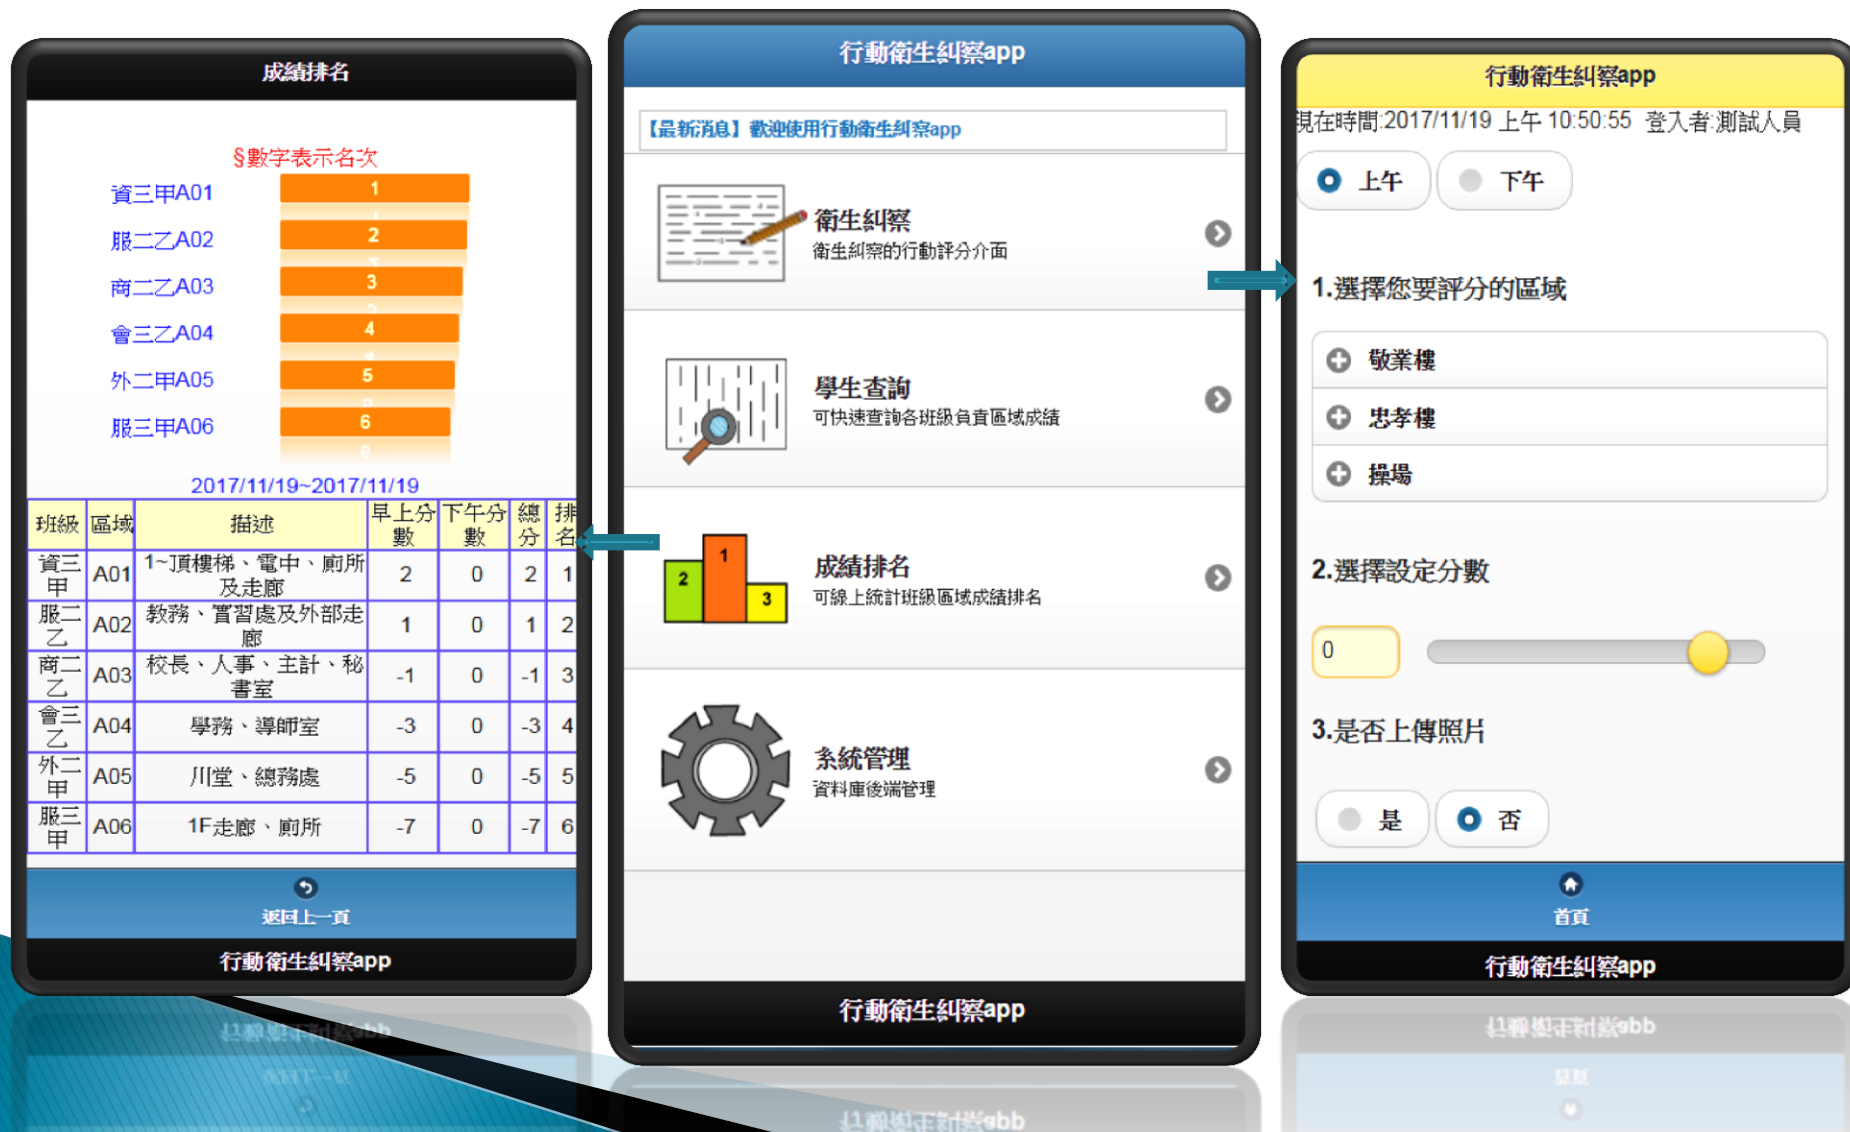 成績排名
§數字表示名次
資三甲A01
1
服二乙A02
2
商二乙A03
3
會三乙A04
4
外二甲A05
5
服三甲A06
6
2017/11/19~2017/11/19
班級 區域 描述 早上分數 下午分數 總分 排名
資三甲 A01 1~頂樓梯、電中、廁所及走廊 2 0 2 1
服二乙 A02 教務、實習處及外部走廊 1 0 1 2
商二乙 A03 校長、人事、主計、秘書室 -1 0 -1 3
會三乙 A04 學務、導師室 -3 0 -3 4
外二甲 A05 川堂、總務處 -5 0 -5 5
服三甲 A06 1F走廊、廁所 -7 0 -7 6
返回上一頁
行動衛生糾察app
行動衛生糾察app
【最新消息】歡迎使用行動衛生糾察app
衛生糾察
衛生糾察的行動評分介面
學生查詢
可快速查詢各班級負責區域成績
2
1
3
成績排名
可線上統計班級區域成績排名
系統管理
資料庫後端管理
行動衛生糾察app
行動衛生糾察app
現在時間:2017/11/19 上午 10:50:55 登入者:測試人員
上午 下午
1.選擇您要評分的區域
敬業樓
忠孝樓
操場
2.選擇設定分數
0
3.是否上傳照片
是 否
首頁
行動衛生糾察app